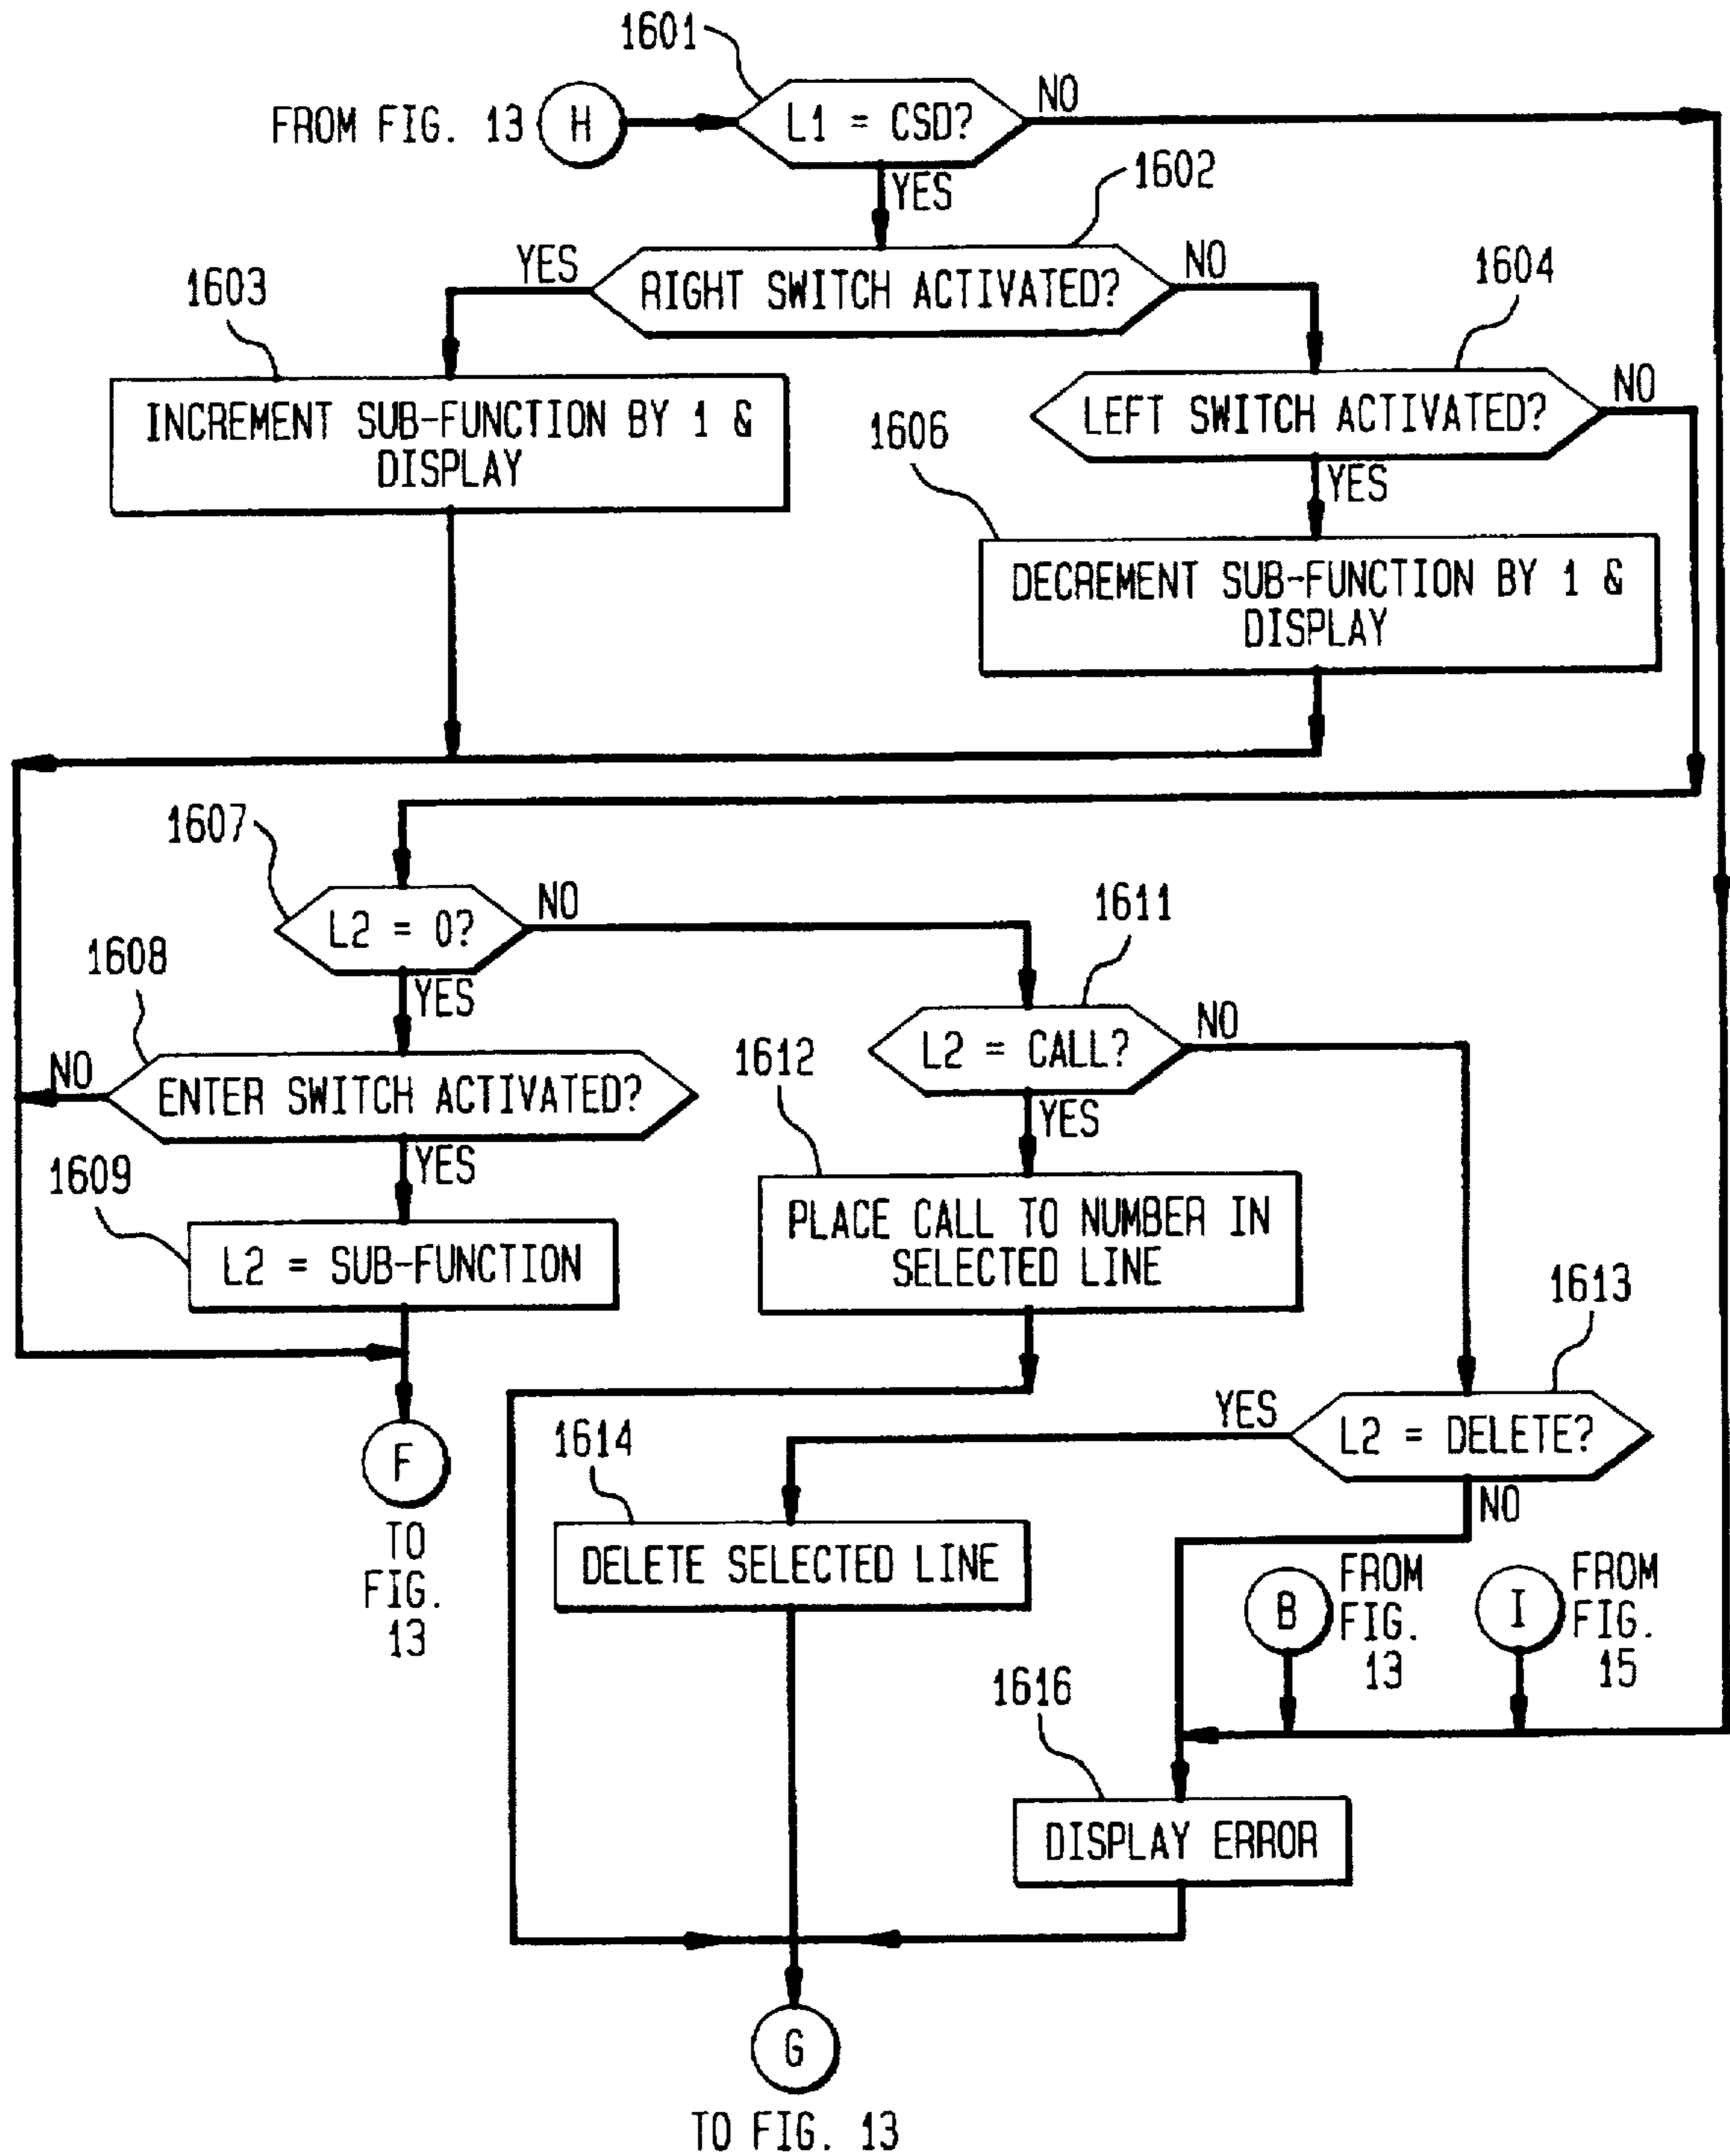 1601
FROM FIG. 13
H
L1 = CSD?
NO
YES
1602
YES
RIGHT SWITCH ACTIVATED?
NO
1603
1604
INCREMENT SUB-FUNCTION BY 1 &
DISPLAY
LEFT SWITCH ACTIVATED?
NO
1606
YES
DECREMENT SUB-FUNCTION BY 1 &
DISPLAY
1607
L2 = 0?
NO
YES
1611
1608
NO
ENTER SWITCH ACTIVATED?
L2 = CALL?
NO
1612
YES
YES
1609
L2 = SUB-FUNCTION
PLACE CALL TO NUMBER IN
SELECTED LINE
1613
YES
L2 = DELETE?
NO
F
TO
FIG.
13
1614
DELETE SELECTED LINE
B
FROM
FIG.
13
I
FROM
FIG.
15
1616
DISPLAY ERROR
G
TO FIG. 13